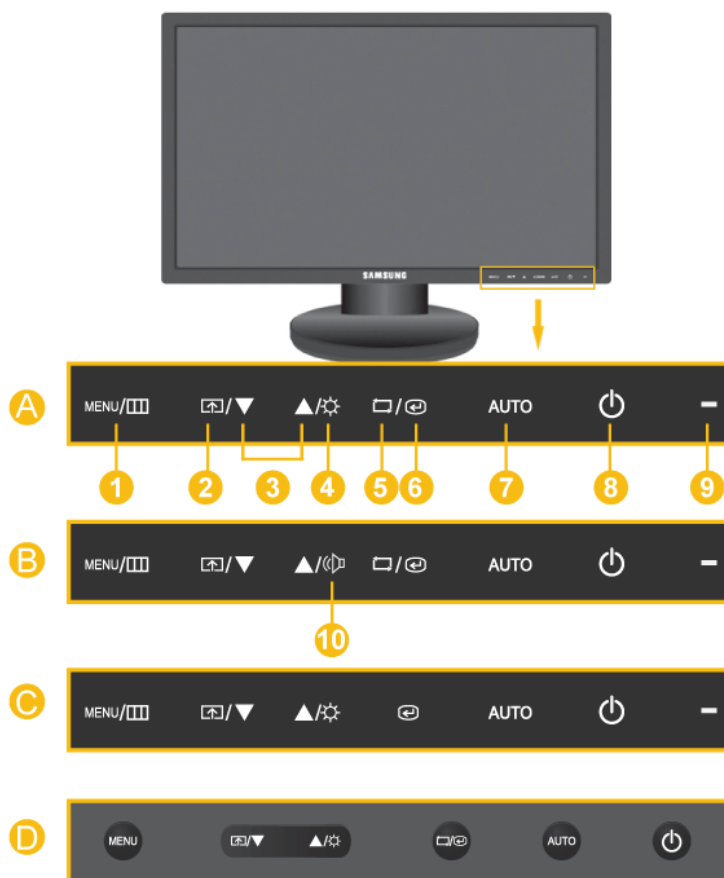 SAMSUNG
A
MENU/ / / / AUTO
1 2 3 4 5 6 7 8 9
B
MENU/ / / / AUTO
10
C
MENU/ / / AUTO
D
MENU / / / AUTO